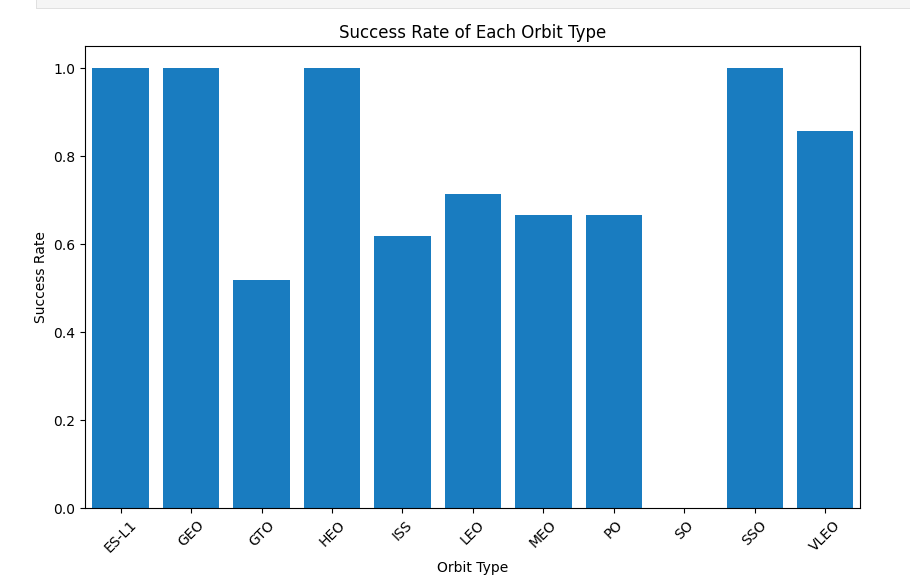 Success Rate of Each Orbit Type
1.0
0.8
0.6
0.4
0.2
0.0
Success Rate
ES-L1 GEO GTO HEO ISS LEO MEO PO SO SSO VLEO
Orbit Type